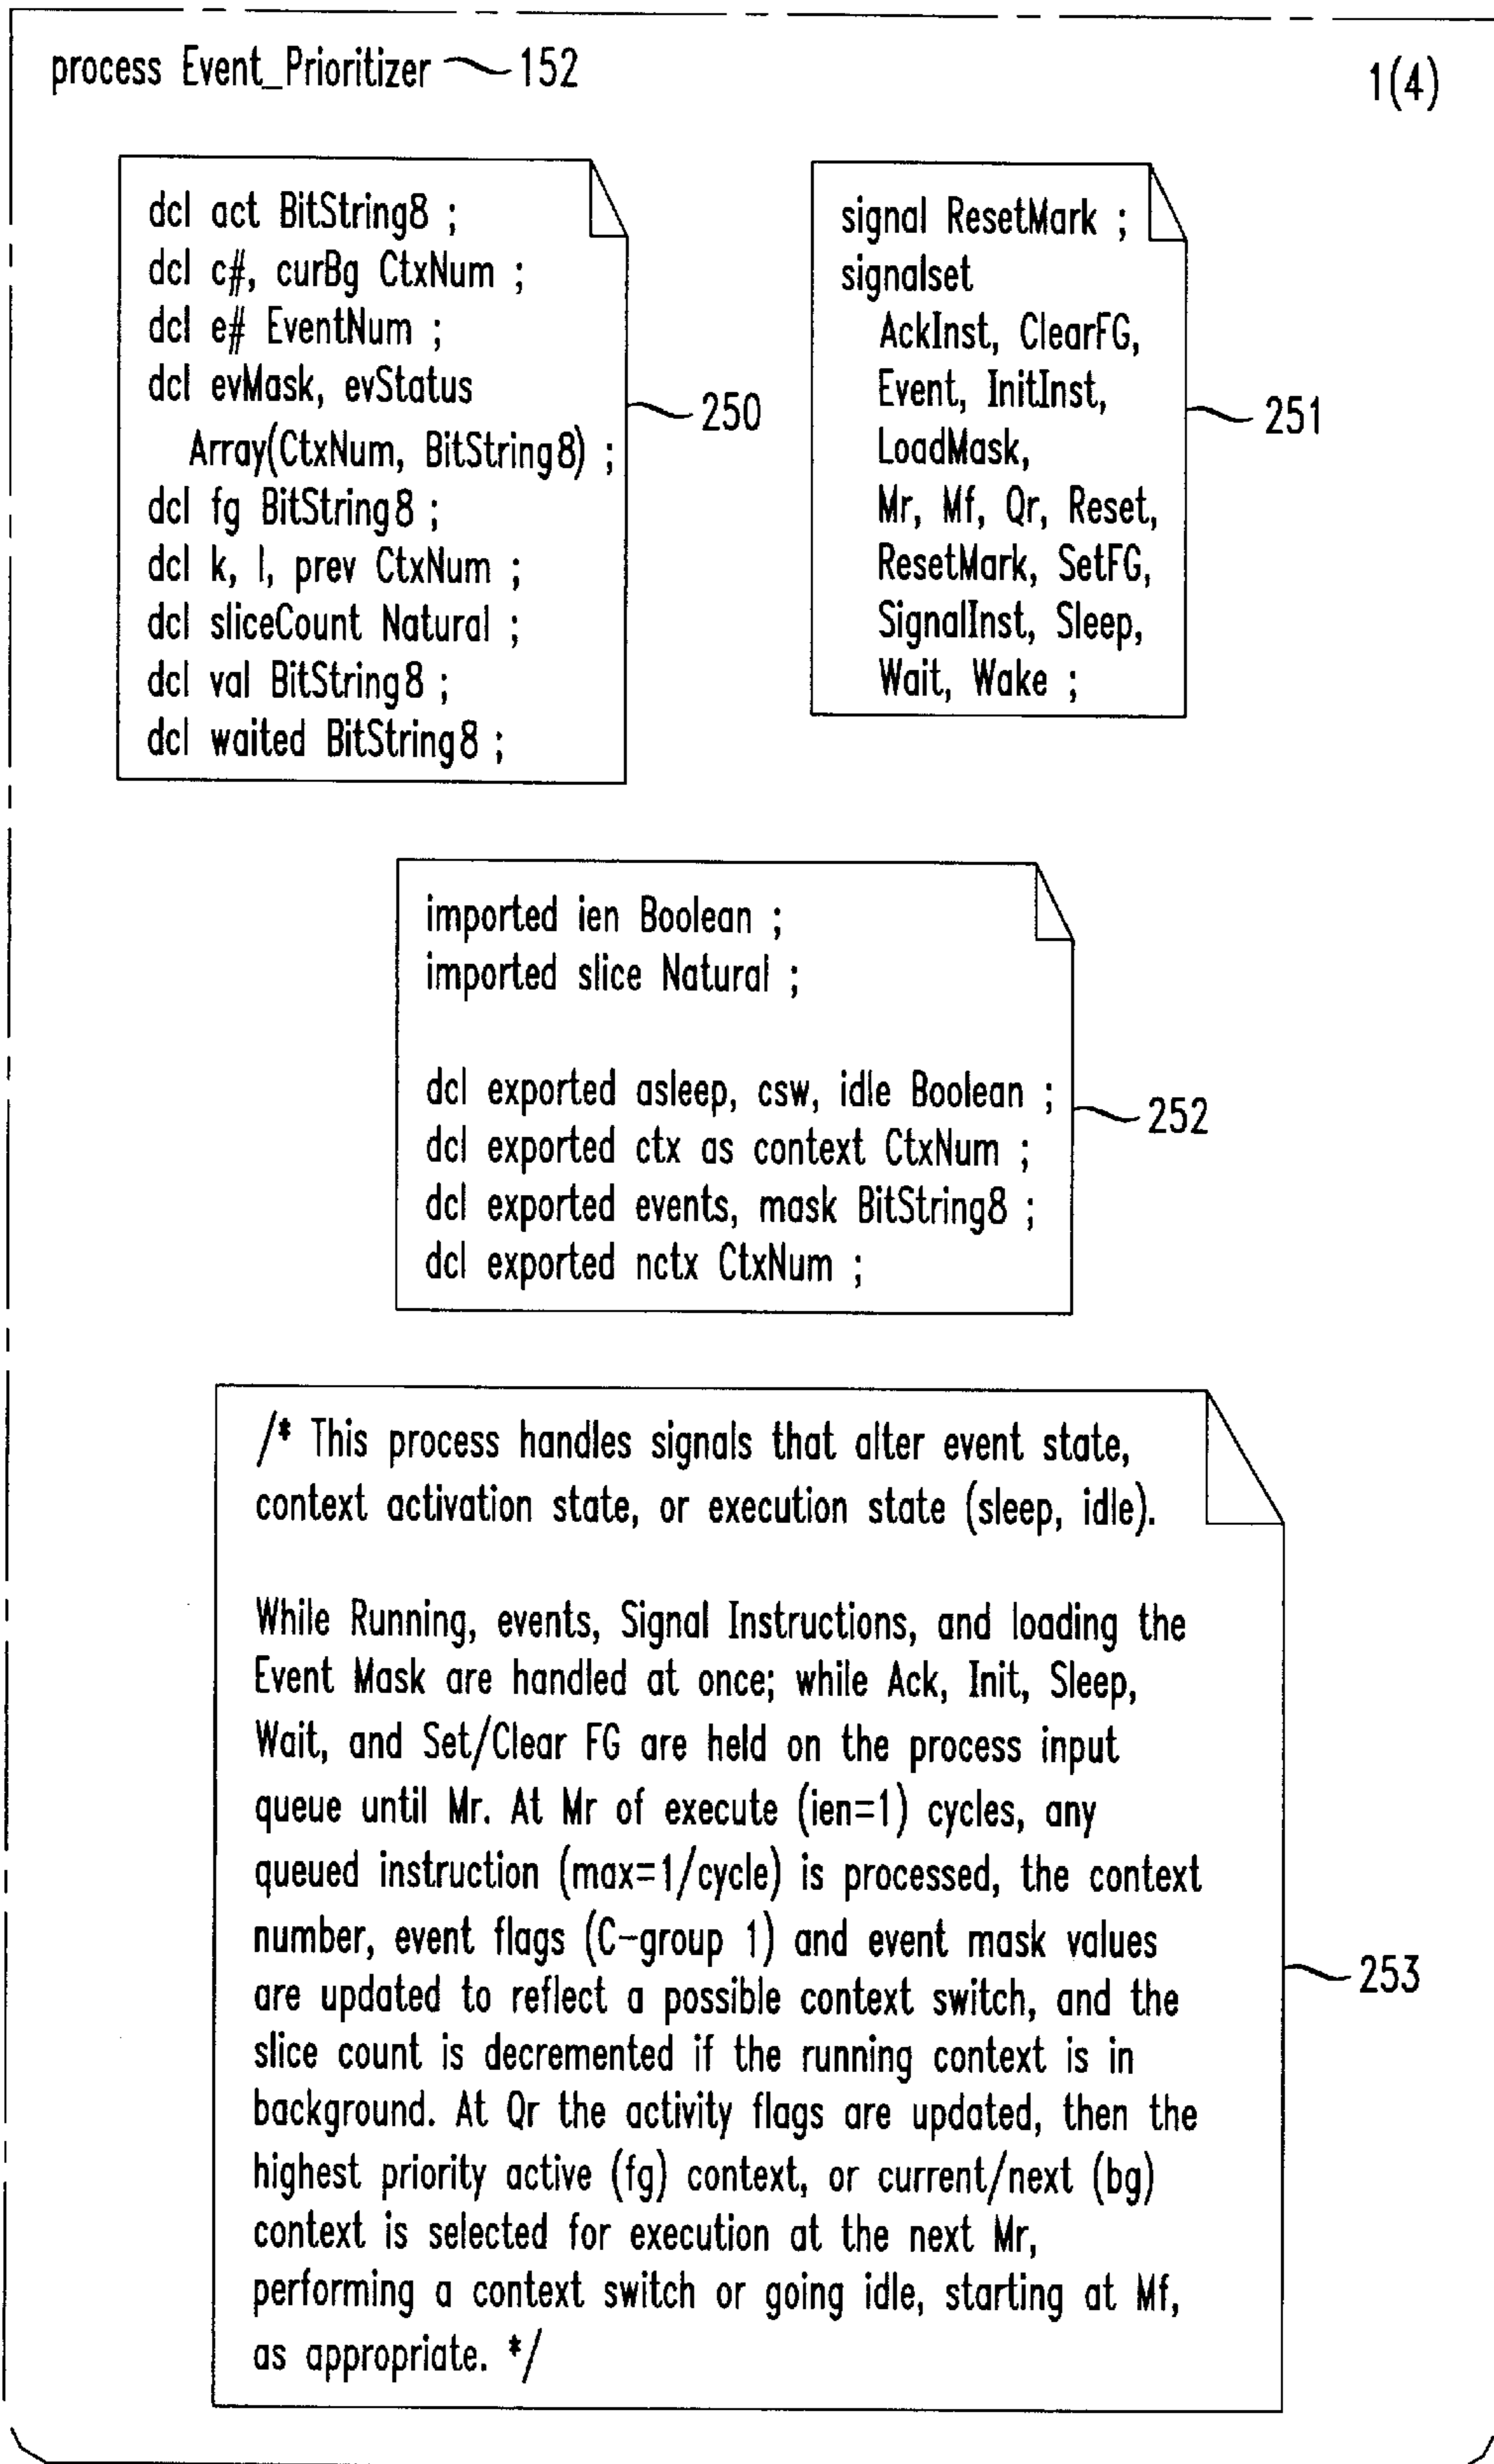 process Event_Prioritizer 152
1(4)
dcl act BitString8 ;
dcl c#, curBg CtxNum ;
dcl e# EventNum ;
dcl evMask, evStatus
Array(CtxNum, BitString8) ;
dcl fg BitString8 ;
dcl k, l, prev CtxNum ;
dcl sliceCount Natural ;
dcl val BitString8 ;
dcl waited BitString8 ;
250
signal ResetMark ;
signalset
AckInst, ClearFG,
Event, InitInst,
LoadMask,
Mr, Mf, Qr, Reset,
ResetMark, SetFG,
SignalInst, Sleep,
Wait, Wake ;
251
imported ien Boolean ;
imported slice Natural ;
dcl exported asleep, csw, idle Boolean ;
dcl exported ctx as context CtxNum ;
dcl exported events, mask BitString8 ;
dcl exported nctx CtxNum ;
252
/* This process handles signals that alter event state,
context activation state, or execution state (sleep, idle).
While Running, events, Signal Instructions, and loading the
Event Mask are handled at once; while Ack, Init, Sleep,
Wait, and Set/Clear FG are held on the process input
queue until Mr. At Mr of execute (ien=1) cycles, any
queued instruction (max=1/cycle) is processed, the context
number, event flags (C-group 1) and event mask values
are updated to reflect a possible context switch, and the
slice count is decremented if the running context is in
background. At Qr the activity flags are updated, then the
highest priority active (fg) context, or current/next (bg)
context is selected for execution at the next Mr,
performing a context switch or going idle, starting at Mf,
as appropriate. */
253